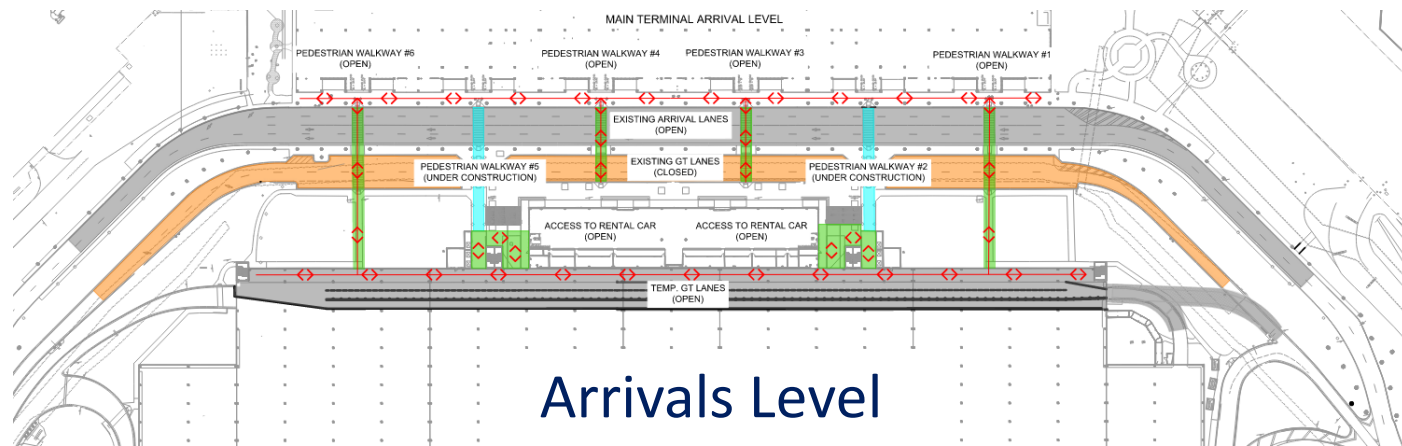 MAIN TERMINAL ARRIVAL LEVEL
PEDESTRIAN WALKWAY #6
(OPEN)
PEDESTRIAN WALKWAY #4
(OPEN)
PEDESTRIAN WALKWAY #3
(OPEN)
PEDESTRIAN WALKWAY #1
(OPEN)
EXISTING ARRIVAL LANES
(OPEN)
PEDESTRIAN WALKWAY #5
(UNDER CONSTRUCTION)
EXISTING GT LANES
(CLOSED)
PEDESTRIAN WALKWAY #2
(UNDER CONSTRUCTION)
ACCESS TO RENTAL CAR
(OPEN)
ACCESS TO RENTAL CAR
(OPEN)
TEMP. GT LANES
(OPEN)
Arrivals Level